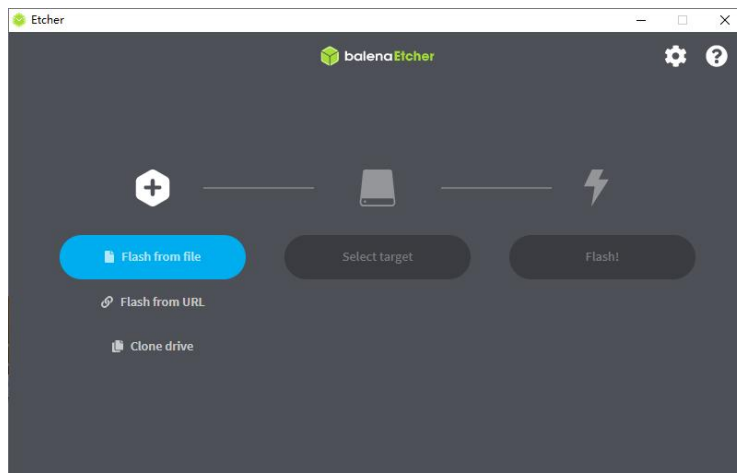 Etcher
balenaEtcher
Flash from file
Select target
Flash!
Flash from URL
Clone drive